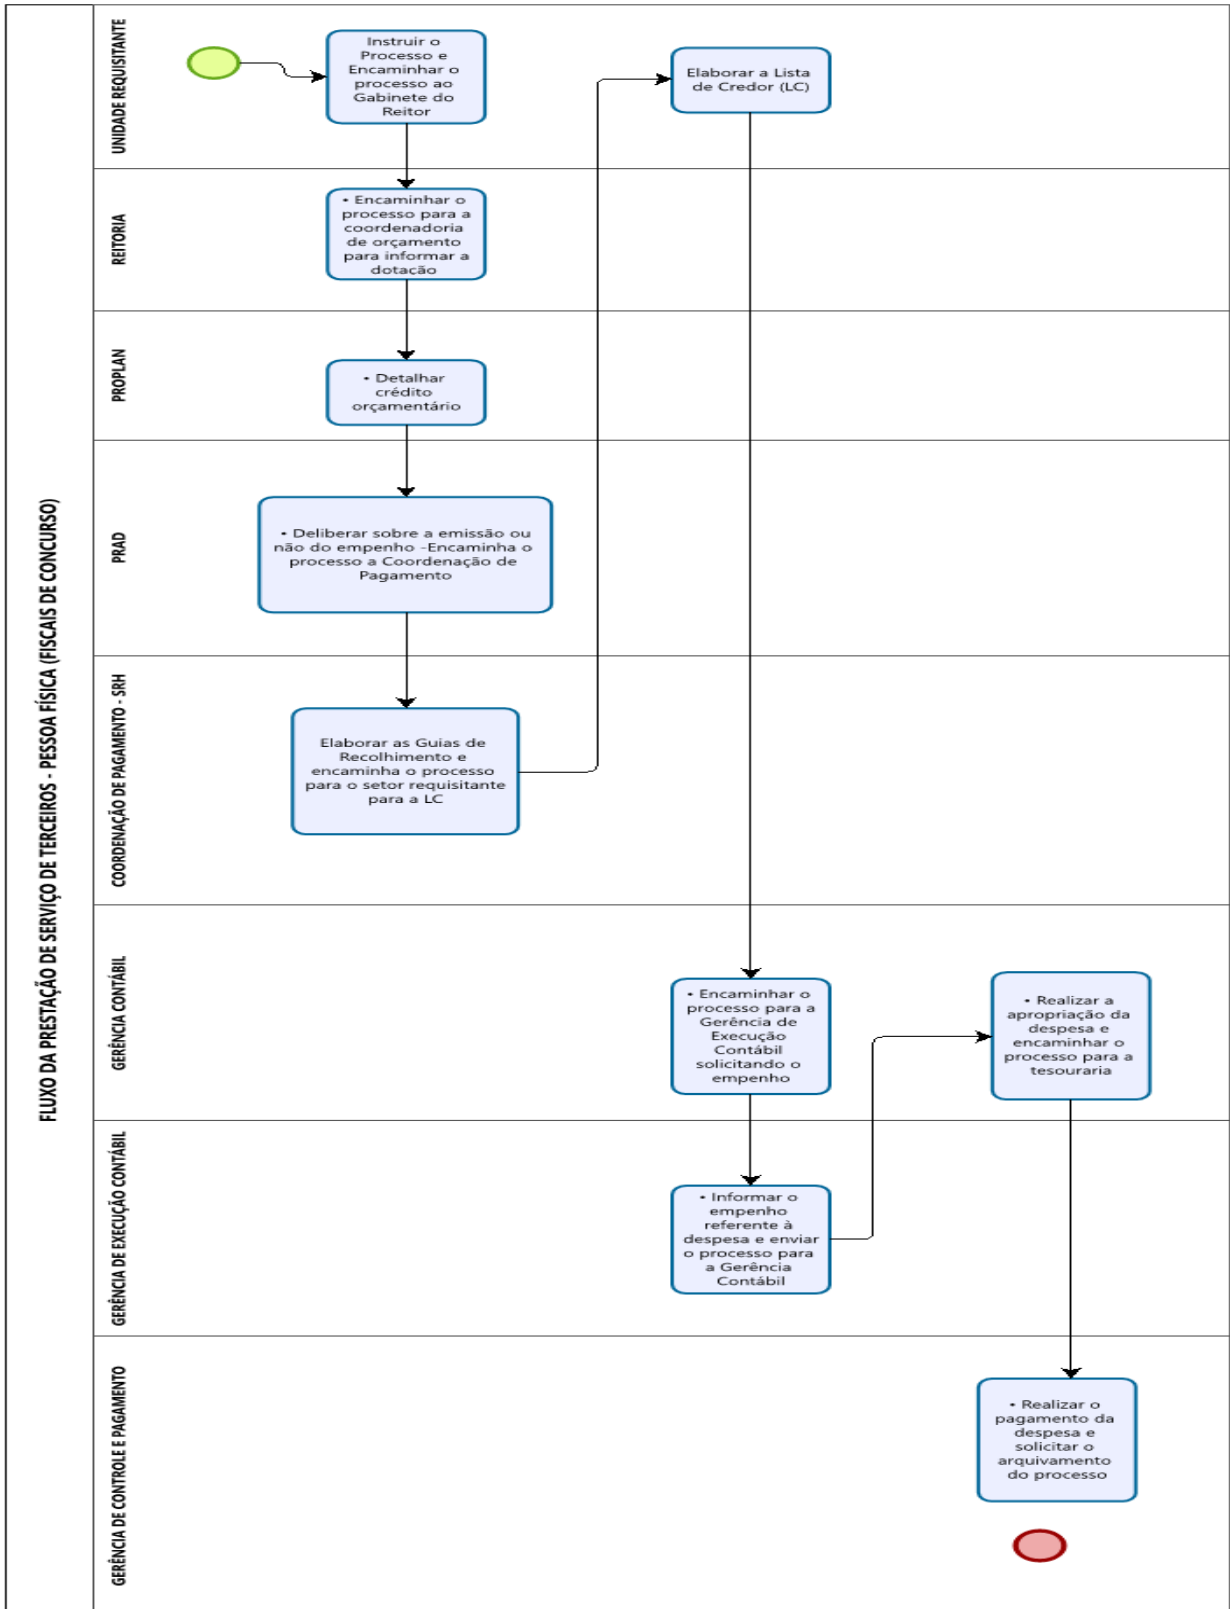 FLUXO DA PRESTAÇÃO DE SERVIÇO DE TERCEIROS - PESSOA FÍSICA (FISCAIS DE CONCURSO)
UNIDADE REQUISITANTE
Instruir o
Processo e
Encaminhar o
processo ao
Gabinete do
Reitor
Elaborar a Lista
de Credor (LC)
REITORIA
• Encaminhar o
processo para a
coordenadoria
de orçamento
para informar a
dotação
PROPLAN
• Detalhar
crédito
orçamentário
PRAD
• Deliberar sobre a emissão ou
não do empenho -Encaminha o
processo a Coordenação de
Pagamento
COORDENAÇÃO DE PAGAMENTO - SRH
Elaborar as Guias de
Recolhimento e
encaminha o processo
para o setor requisitante
para a LC
GERÊNCIA CONTÁBIL
• Encaminhar o
processo para a
Gerência de
Execução
Contábil
solicitando o
empenho
• Realizar a
apropriação da
despesa e
encaminhar o
processo para a
tesouraria
GERÊNCIA DE EXECUÇÃO CONTÁBIL
• Informar o
empenho
referente à
despesa e enviar
o processo para
a Gerência
Contábil
GERÊNCIA DE CONTROLE E PAGAMENTO
• Realizar o
pagamento da
despesa e
solicitar o
arquivamento
do processo